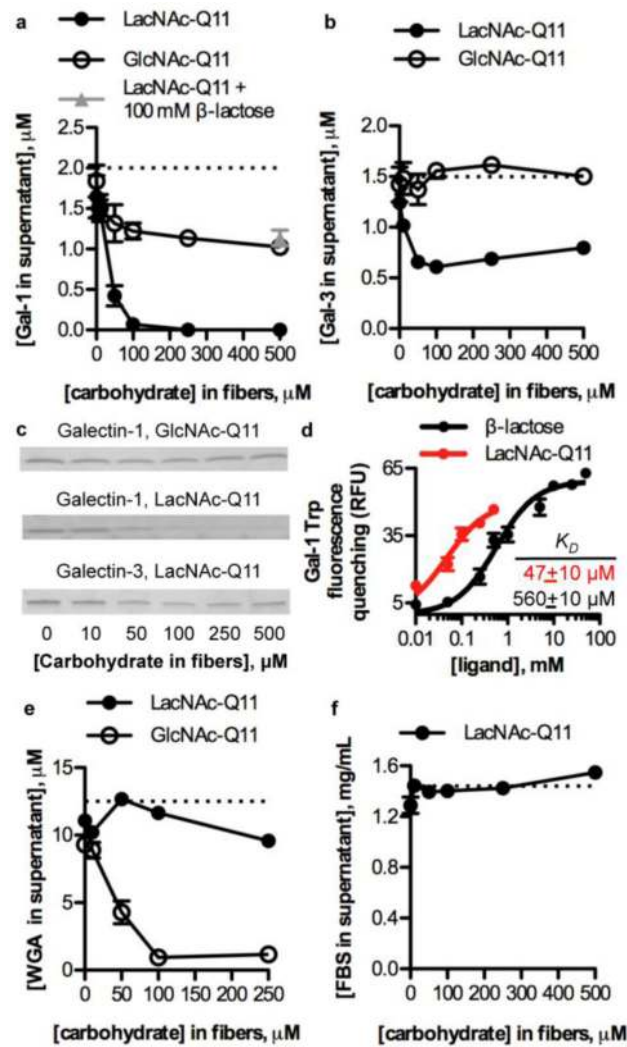 a
LacNAc-Q11
GlcNAc-Q11
LacNAc-Q11 +
100 mM β-lactose
[Gal-1 in supernatant], μM
2.5
2.0
1.5
1.0
0.5
0.0
0 100 200 300 400 500
[carbohydrate] in fibers, μM
b
LacNAc-Q11
GlcNAc-Q11
[Gal-3 in supernatant], μM
2.0
1.5
1.0
0.5
0.0
0 100 200 300 400 500
[carbohydrate] in fibers, μM
c
Galectin-1, GlcNAc-Q11
Galectin-1, LacNAc-Q11
Galectin-3, LacNAc-Q11
0 10 50 100 250 500
[Carbohydrate in fibers], μM
d
β-lactose
LacNAc-Q11
Gal-1 Trp
fluorescence
quenching (RFU)
65
35
5
K_D
47±10 μM
560±10 μM
0.01 0.1 1 10 100
[ligand], mM
e
LacNAc-Q11
GlcNAc-Q11
[WGA in supernatant], μM
15
10
5
0
0 50 100 150 200 250
[carbohydrate] in fibers, μM
f
LacNAc-Q11
[FBS in supernatant], mg/mL
1.6
1.2
0.8
0.4
0.0
0 100 200 300 400 500
[carbohydrate] in fibers, μM